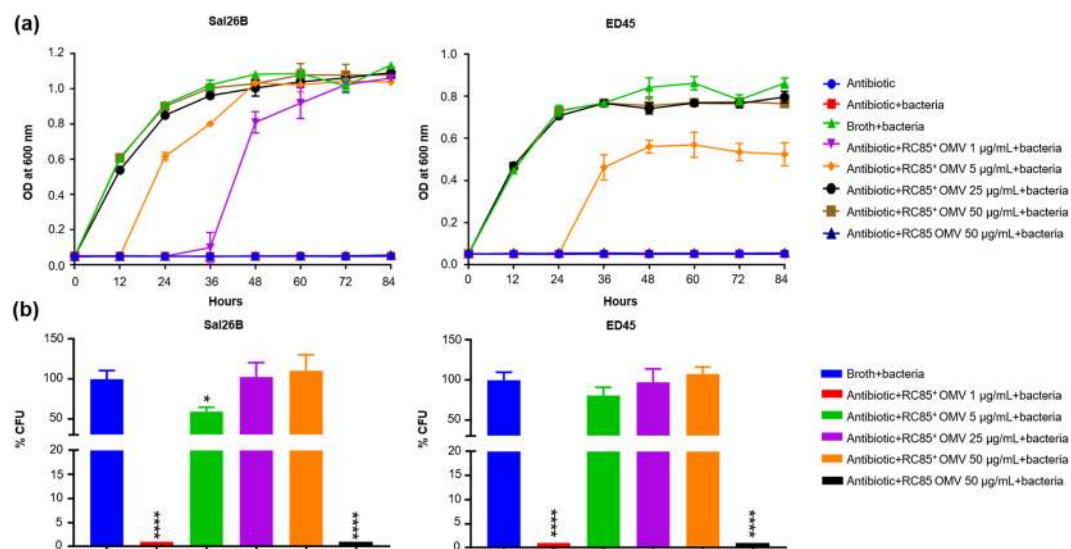 (a)
Sal26B
ED45
OD at 600 nm
1.2
1.0
0.8
0.6
0.4
0.2
0.0
0 12 24 36 48 60 72 84
Hours
OD at 600 nm
1.0
0.8
0.6
0.4
0.2
0.0
0 12 24 36 48 60 72 84
Hours
Antibiotic
Antibiotic+bacteria
Broth+bacteria
Antibiotic+RC85⁺ OMV 1 µg/mL+bacteria
Antibiotic+RC85⁺ OMV 5 µg/mL+bacteria
Antibiotic+RC85⁺ OMV 25 µg/mL+bacteria
Antibiotic+RC85⁺ OMV 50 µg/mL+bacteria
Antibiotic+RC85 OMV 50 µg/mL+bacteria
(b)
Sal26B
ED45
% CFU
150
100
50
20
15
10
5
0
****
*
****
% CFU
150
100
50
20
15
10
5
0
****
****
Broth+bacteria
Antibiotic+RC85⁺ OMV 1 µg/mL+bacteria
Antibiotic+RC85⁺ OMV 5 µg/mL+bacteria
Antibiotic+RC85⁺ OMV 25 µg/mL+bacteria
Antibiotic+RC85⁺ OMV 50 µg/mL+bacteria
Antibiotic+RC85 OMV 50 µg/mL+bacteria